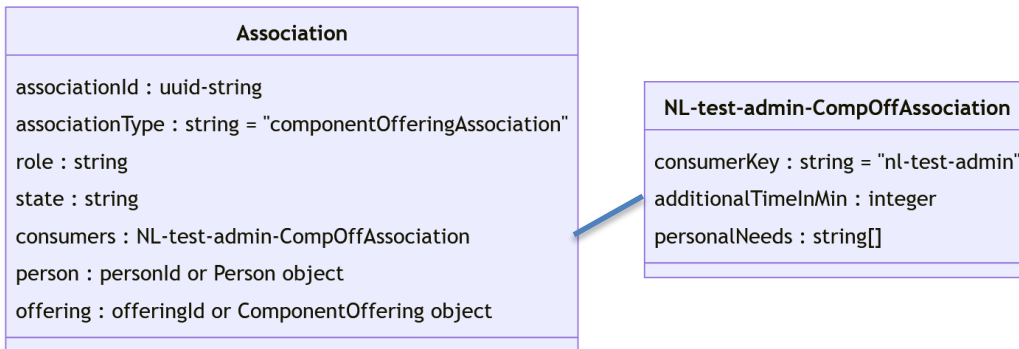 Association
associationId : uuid-string
associationType : string = "componentOfferingAssociation"
role : string
state : string
consumers : NL-test-admin-CompOffAssociation
person : personId or Person object
offering : offeringId or ComponentOffering object
NL-test-admin-CompOffAssociation
consumerKey : string = "nl-test-admin"
additionalTimeInMin : integer
personalNeeds : string[]